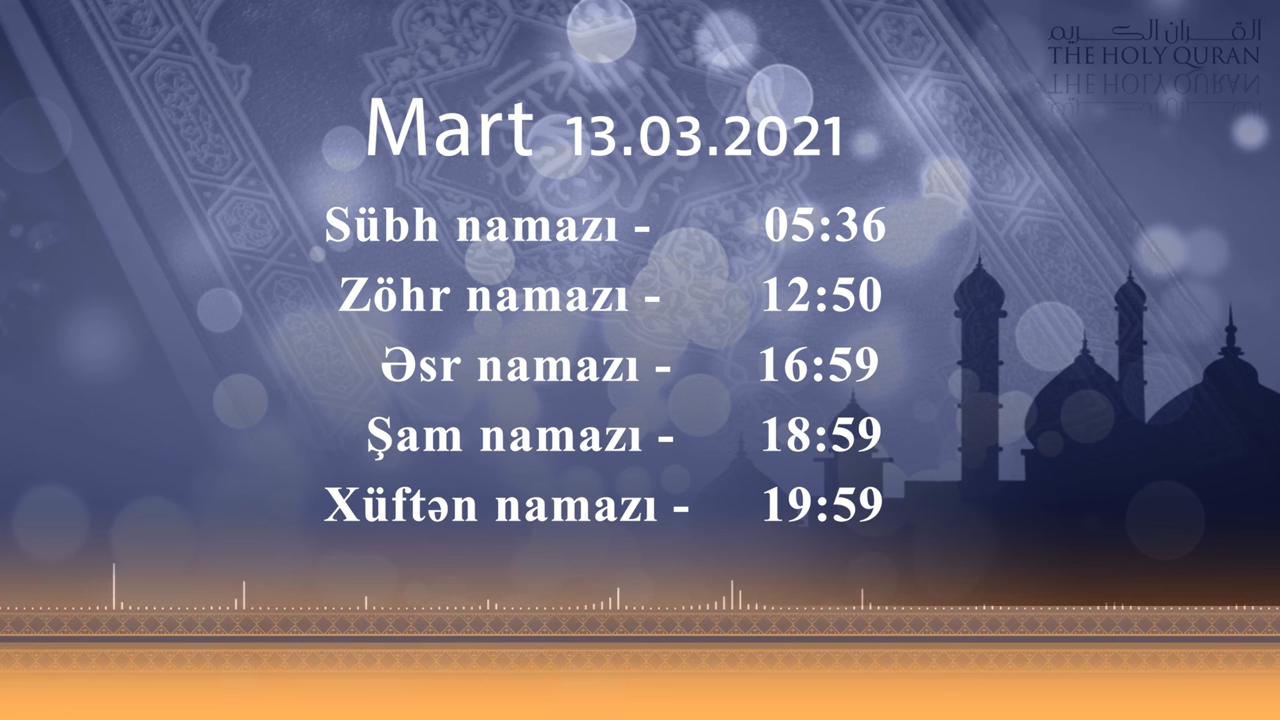 القرآن الكريم
THE HOLY QURAN
Mart 13.03.2021
Sübh namazı - 05:36
Zöhr namazı - 12:50
Əsr namazı - 16:59
Şam namazı - 18:59
Xüftən namazı - 19:59